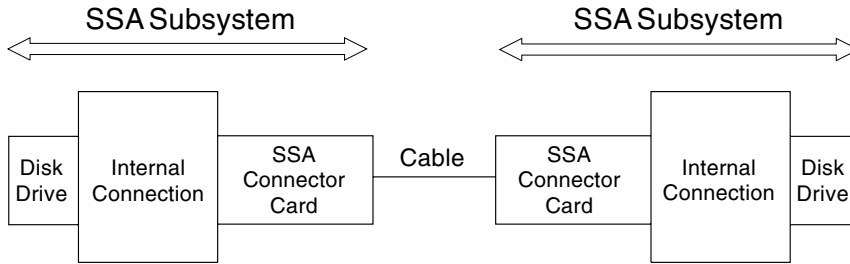 SSA Subsystem
SSA Subsystem
Disk
Drive
Internal
Connection
SSA
Connector
Card
Cable
SSA
Connector
Card
Internal
Connection
Disk
Drive